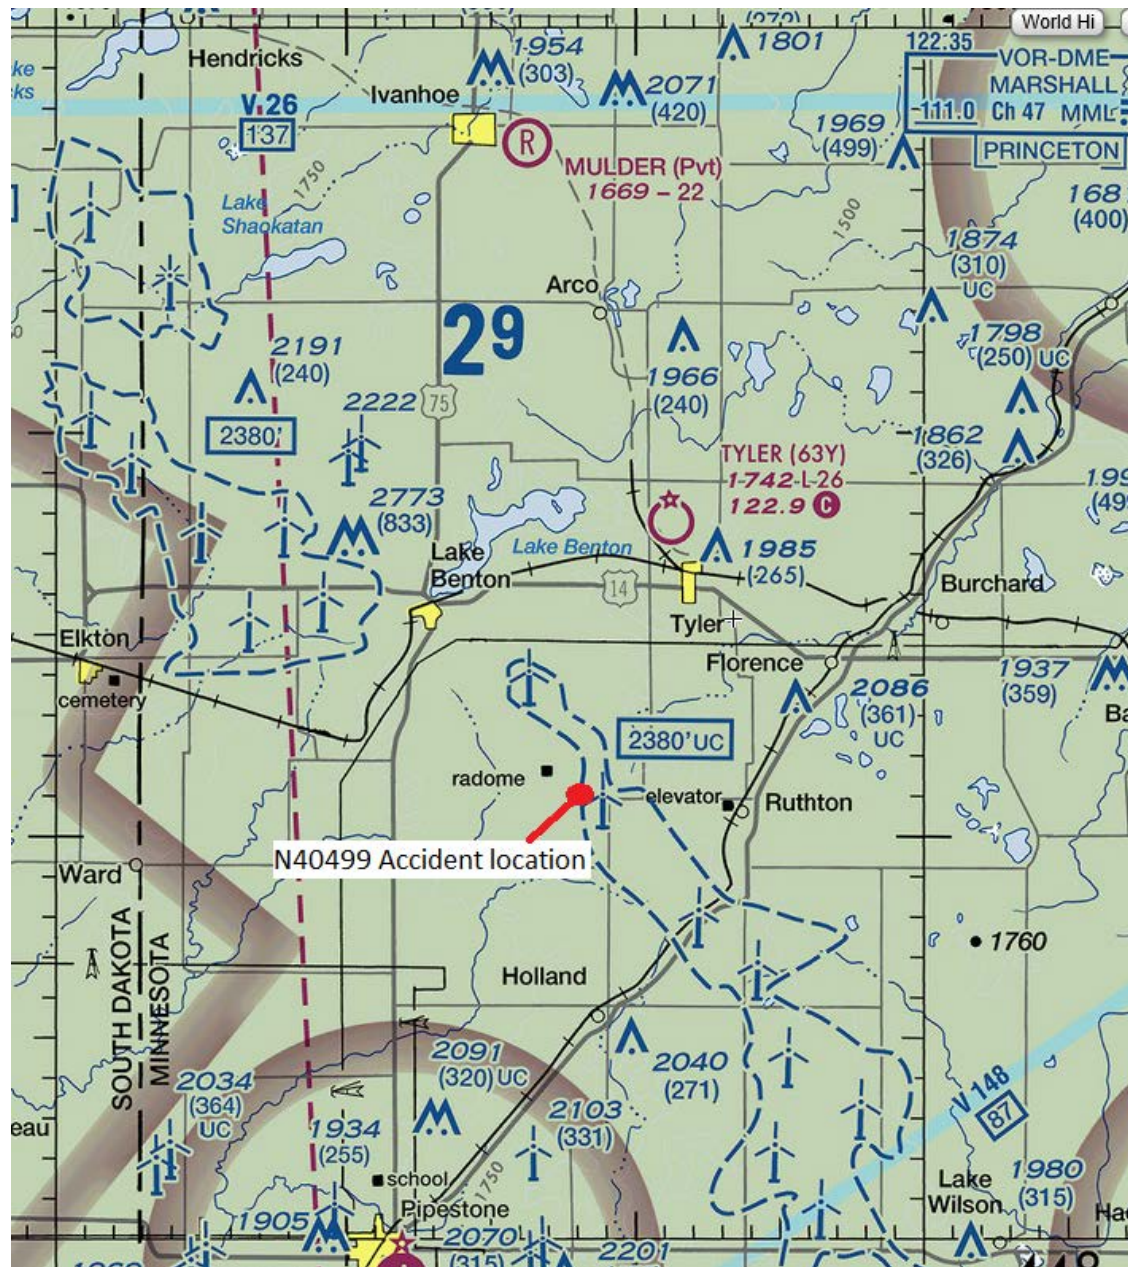 World Hi
1954
(303)
1801
122.35
Hendricks
VOR-DME
MARSHALL
111.0 Ch 47 MML
PRINCETON
V 26
137
Ivanhoe
2071
(420)
1969
(499)
R
MULDER (Pvt)
1669 - 22
1750
Lake
Shaokatan
1500
(400)
1874
(310)
UC
Arco
29
1798
(250) UC
2191
(240)
1966
(240)
2222
75
2380'
1862
(326)
TYLER (63Y)
1742 L 26
122.9 C
2773
(833)
Lake
Benton
Lake Benton
1985
(265)
14
Burchard
Tyler
Elkton
cemetery
Florence
1937
(359)
2086
(361)
UC
2380' UC
radome
elevator
Ruthton
N40499 Accident location
Ward
1760
SOUTH DAKOTA
MINNESOTA
Holland
2091
(320) UC
2040
(271)
V 148
87
2034
(364)
UC
2103
(331)
1934
(255)
school
1750
Lake
Wilson
1980
(315)
Pipestone
1905
2070
(315)
2201